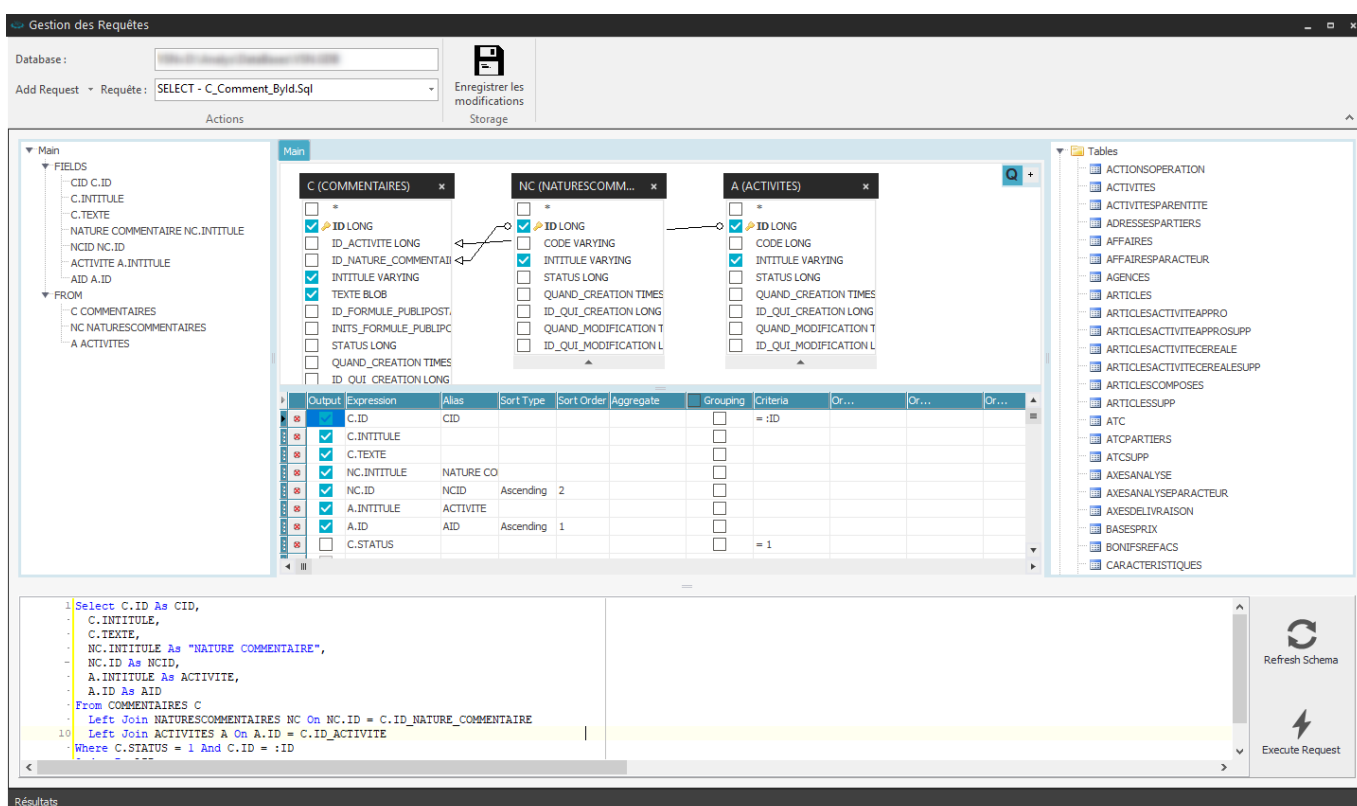 Gestion des Requêtes
Database :
Add Request Requête : SELECT - C_Comment_ById.Sql
Enregistrer les
modifications
Actions
Storage
Main
FIELDS
CID C.ID
C.INTITULE
C.TEXTE
NATURE COMMENTAIRE NC.INTITULE
NCID NC.ID
ACTIVITE A.INTITULE
AID A.ID
FROM
C COMMENTAIRES
NC NATURESCOMMENTAIRES
A ACTIVITES
Main
Q +
C (COMMENTAIRES)
*
ID LONG
ID_ACTIVITE LONG
ID_NATURE_COMMENTAI
INTITULE VARYING
TEXTE BLOB
ID_FORMULE_PUBLIPOST.
INITS_FORMULE_PUBLIPC
STATUS LONG
QUAND_CREATION TIMES
ID_QUI_CREATION LONG
NC (NATURESCOMM...
*
ID LONG
CODE VARYING
INTITULE VARYING
STATUS LONG
QUAND_CREATION TIMES
ID_QUI_CREATION LONG
QUAND_MODIFICATION T
ID_QUI_MODIFICATION L
A (ACTIVITES)
*
ID LONG
CODE LONG
INTITULE VARYING
STATUS LONG
QUAND_CREATION TIMES
ID_QUI_CREATION LONG
QUAND_MODIFICATION T
ID_QUI_MODIFICATION L
Output Expression Alias Sort Type Sort Order Aggregate Grouping Criteria Or... Or... Or...
C.ID CID = :ID
C.INTITULE
C.TEXTE
NC.INTITULE NATURE CO
NC.ID NCID Ascending 2
A.INTITULE ACTIVITE
A.ID AID Ascending 1
C.STATUS = 1
Tables
ACTIONSOPERATION
ACTIVITES
ACTIVITESPARENTITE
ADRESSESPARTIERS
AFFAIRES
AFFAIRESPARACTEUR
AGENCES
ARTICLES
ARTICLESACTIVITEAPPRO
ARTICLESACTIVITEAPPROSUPP
ARTICLESACTIVITECEREALE
ARTICLESACTIVITECEREALESUPP
ARTICLESCOMPOSES
ARTICLESSUPP
ATC
ATCPARTIERS
ATCSUPP
AXESANALYSE
AXESANALYSEPARACTEUR
AXESDELIVRAISON
BASESPRIX
BONIFSREFACS
CARACTERISTIQUES
1 Select C.ID As CID,
C.INTITULE,
C.TEXTE,
NC.INTITULE As "NATURE COMMENTAIRE",
NC.ID As NCID,
A.INTITULE As ACTIVITE,
A.ID As AID
From COMMENTAIRES C
Left Join NATURESCOMMENTAIRES NC On NC.ID = C.ID_NATURE_COMMENTAIRE
10 Left Join ACTIVITES A On A.ID = C.ID_ACTIVITE
Where C.STATUS = 1 And C.ID = :ID
Refresh Schema
Execute Request
Résultats